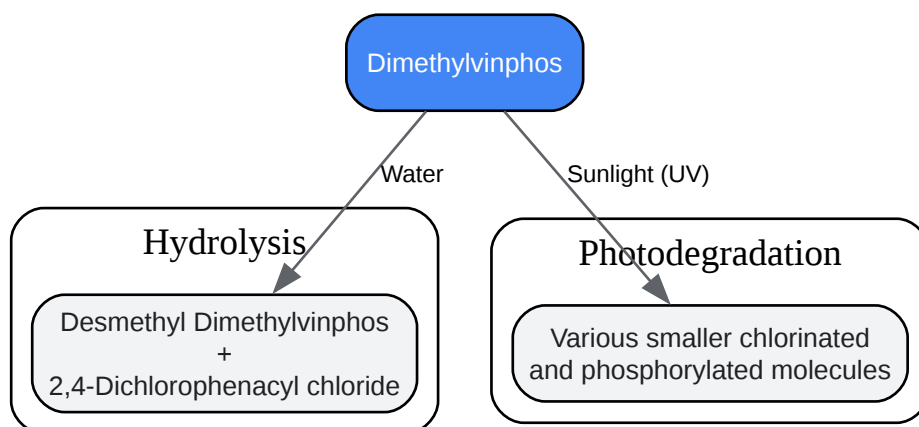 Dimethylvinphos
Water
Sunlight (UV)
Hydrolysis
Desmethyl Dimethylvinphos
+
2,4-Dichlorophenacyl chloride
Photodegradation
Various smaller chlorinated
and phosphorylated molecules